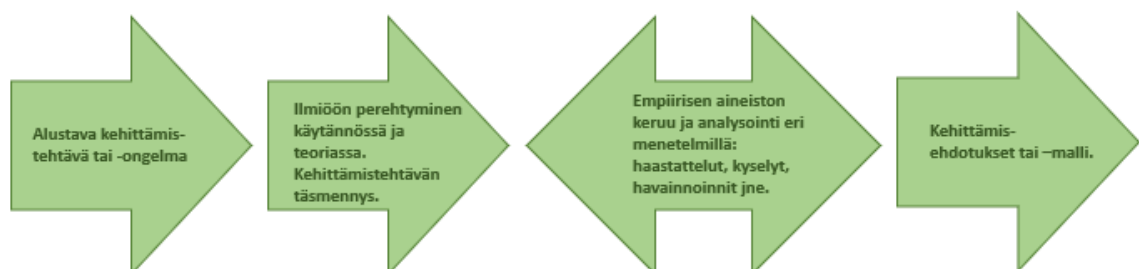 Alustava kehittämis-
tehtävä tai -ongelma
Ilmiöön perehtyminen
käytännössä ja
teoriassa.
Kehittämistehtävän
täsmennys.
Empiirisen aineiston
keruu ja analysointi eri
menetelmillä:
haastattelut, kyselyt,
havainnoinnit jne.
Kehittämis-
ehdotukset tai –malli.